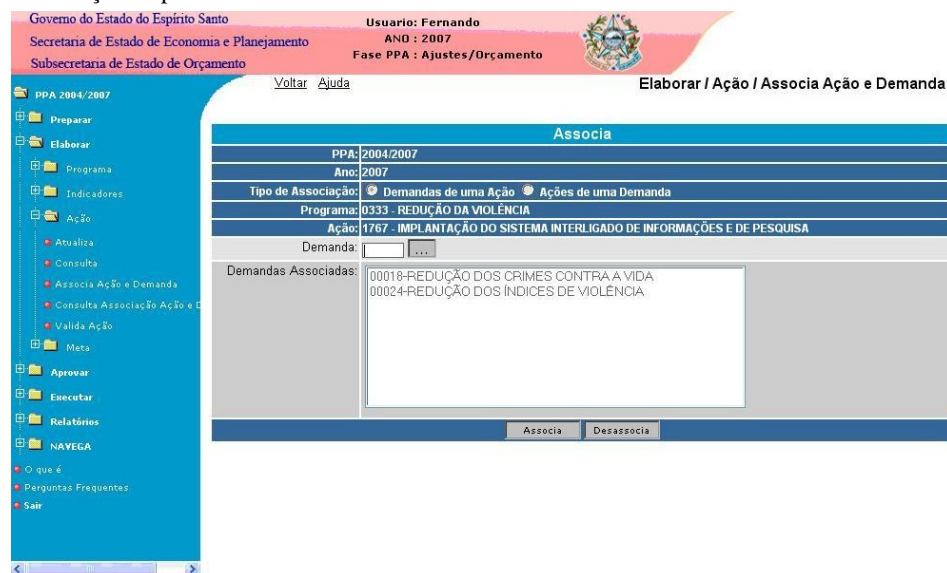 Governo do Estado do Espírito Santo
Secretaria de Estado de Economia e Planejamento
Subsecretaria de Estado de Orçamento
Usuario: Fernando
ANO : 2007
Fase PPA : Ajustes/Orçamento
Voltar Ajuda
Elaborar / Ação / Associa Ação e Demanda
PPA 2004/2007
Preparar
Elaborar
Programa
Indicadores
Ação
Atualiza
Consulta
Associa Ação e Demanda
Consulta Associação Ação e D
Valida Ação
Meta
Aprovar
Executar
Relatórios
NAVEGA
O que é
Perguntas Frequentes
Sair
Associa
PPA: 2004/2007
Ano: 2007
Tipo de Associação: Demandas de uma Ação Ações de uma Demanda
Programa: 0333 - REDUÇÃO DA VIOLÊNCIA
Ação: 1767 - IMPLANTAÇÃO DO SISTEMA INTERLIGADO DE INFORMAÇÕES E DE PESQUISA
Demanda: ...
Demandas Associadas: 00018-REDUÇÃO DOS CRIMES CONTRA A VIDA
00024-REDUÇÃO DOS ÍNDICES DE VIOLÊNCIA
Associa Desassocia